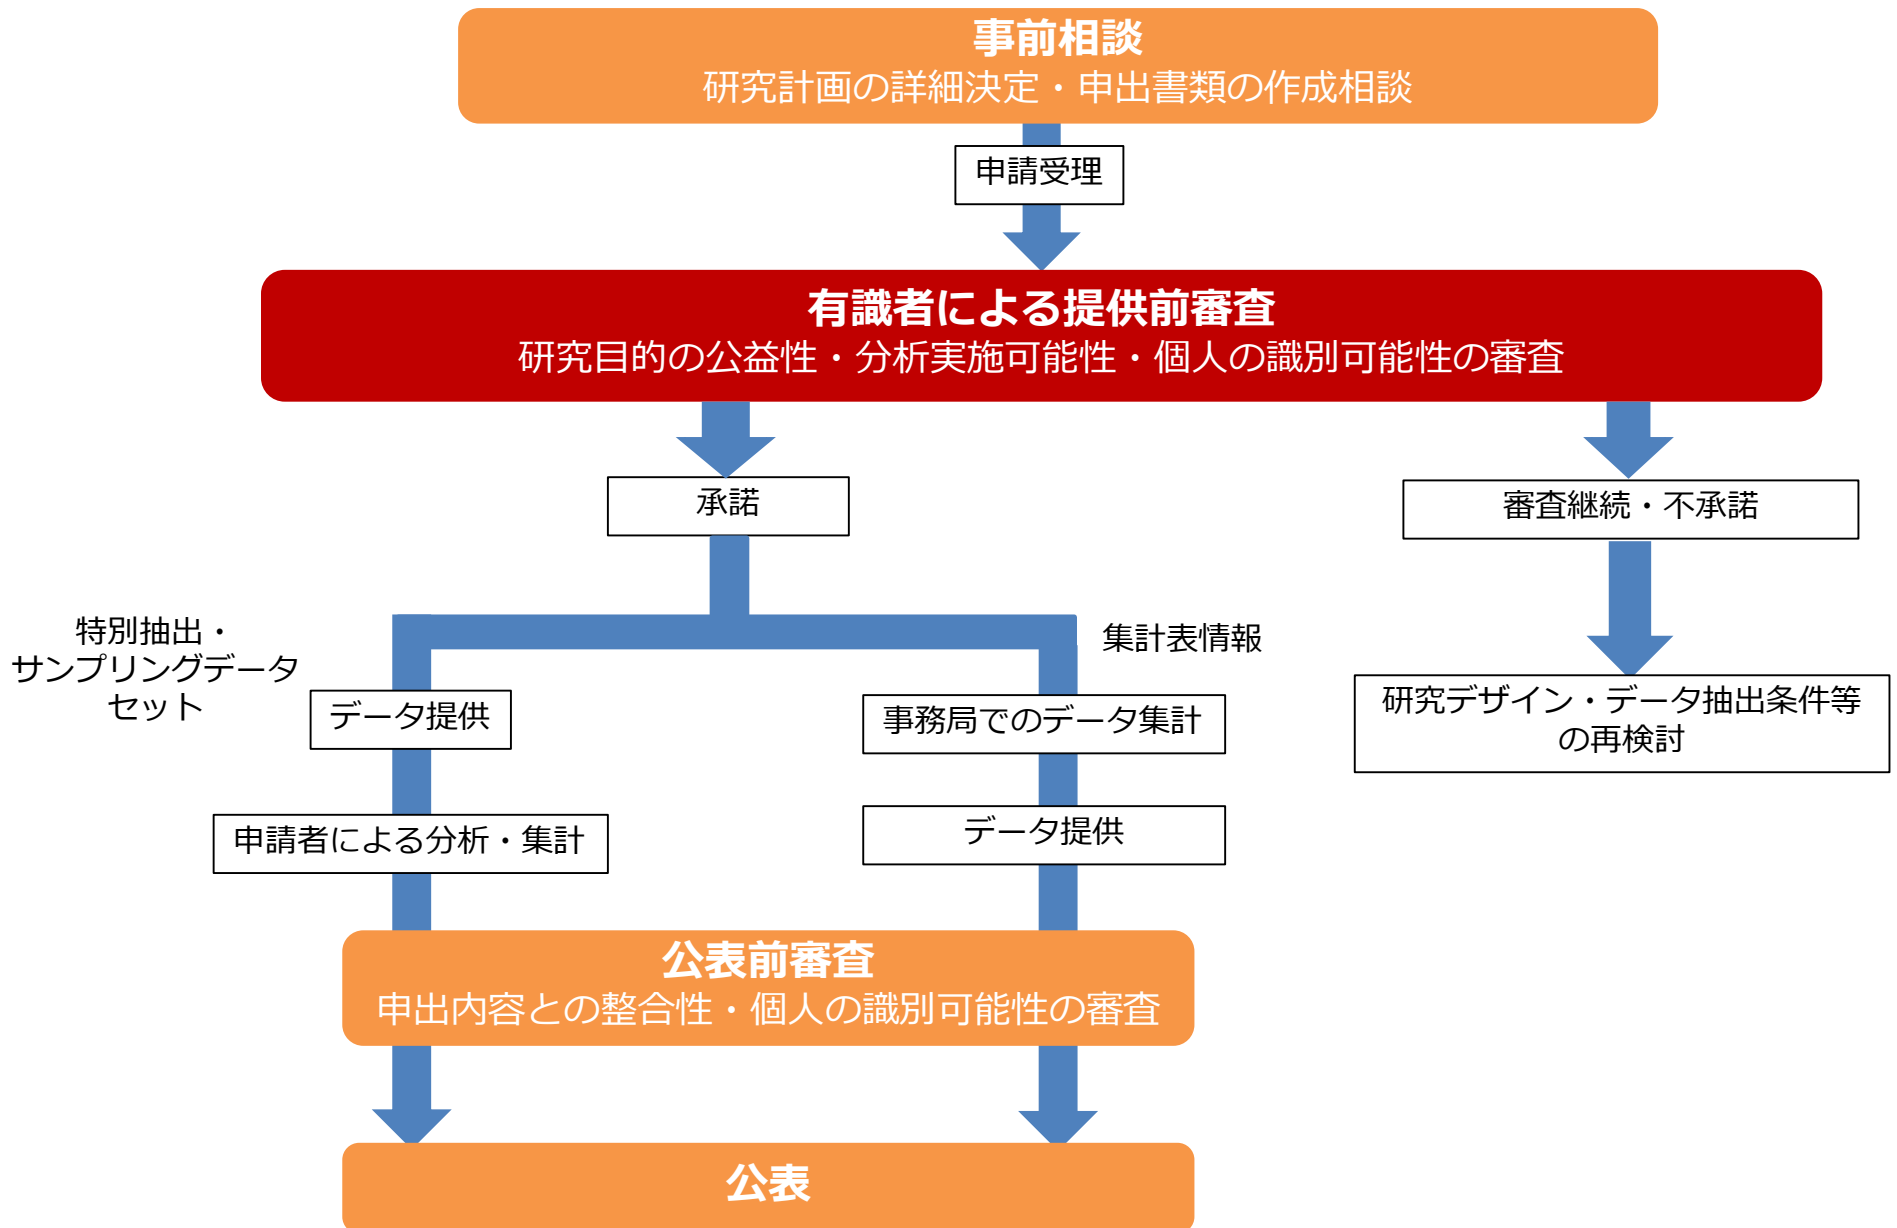 事前相談
研究計画の詳細決定・申出書類の作成相談
申請受理
有識者による提供前審査
研究目的の公益性・分析実施可能性・個人の識別可能性の審査
承諾
審査継続・不承諾
特別抽出・
サンプリングデータ
セット
集計表情報
データ提供
事務局でのデータ集計
研究デザイン・データ抽出条件等
の再検討
申請者による分析・集計
データ提供
公表前審査
申出内容との整合性・個人の識別可能性の審査
公表